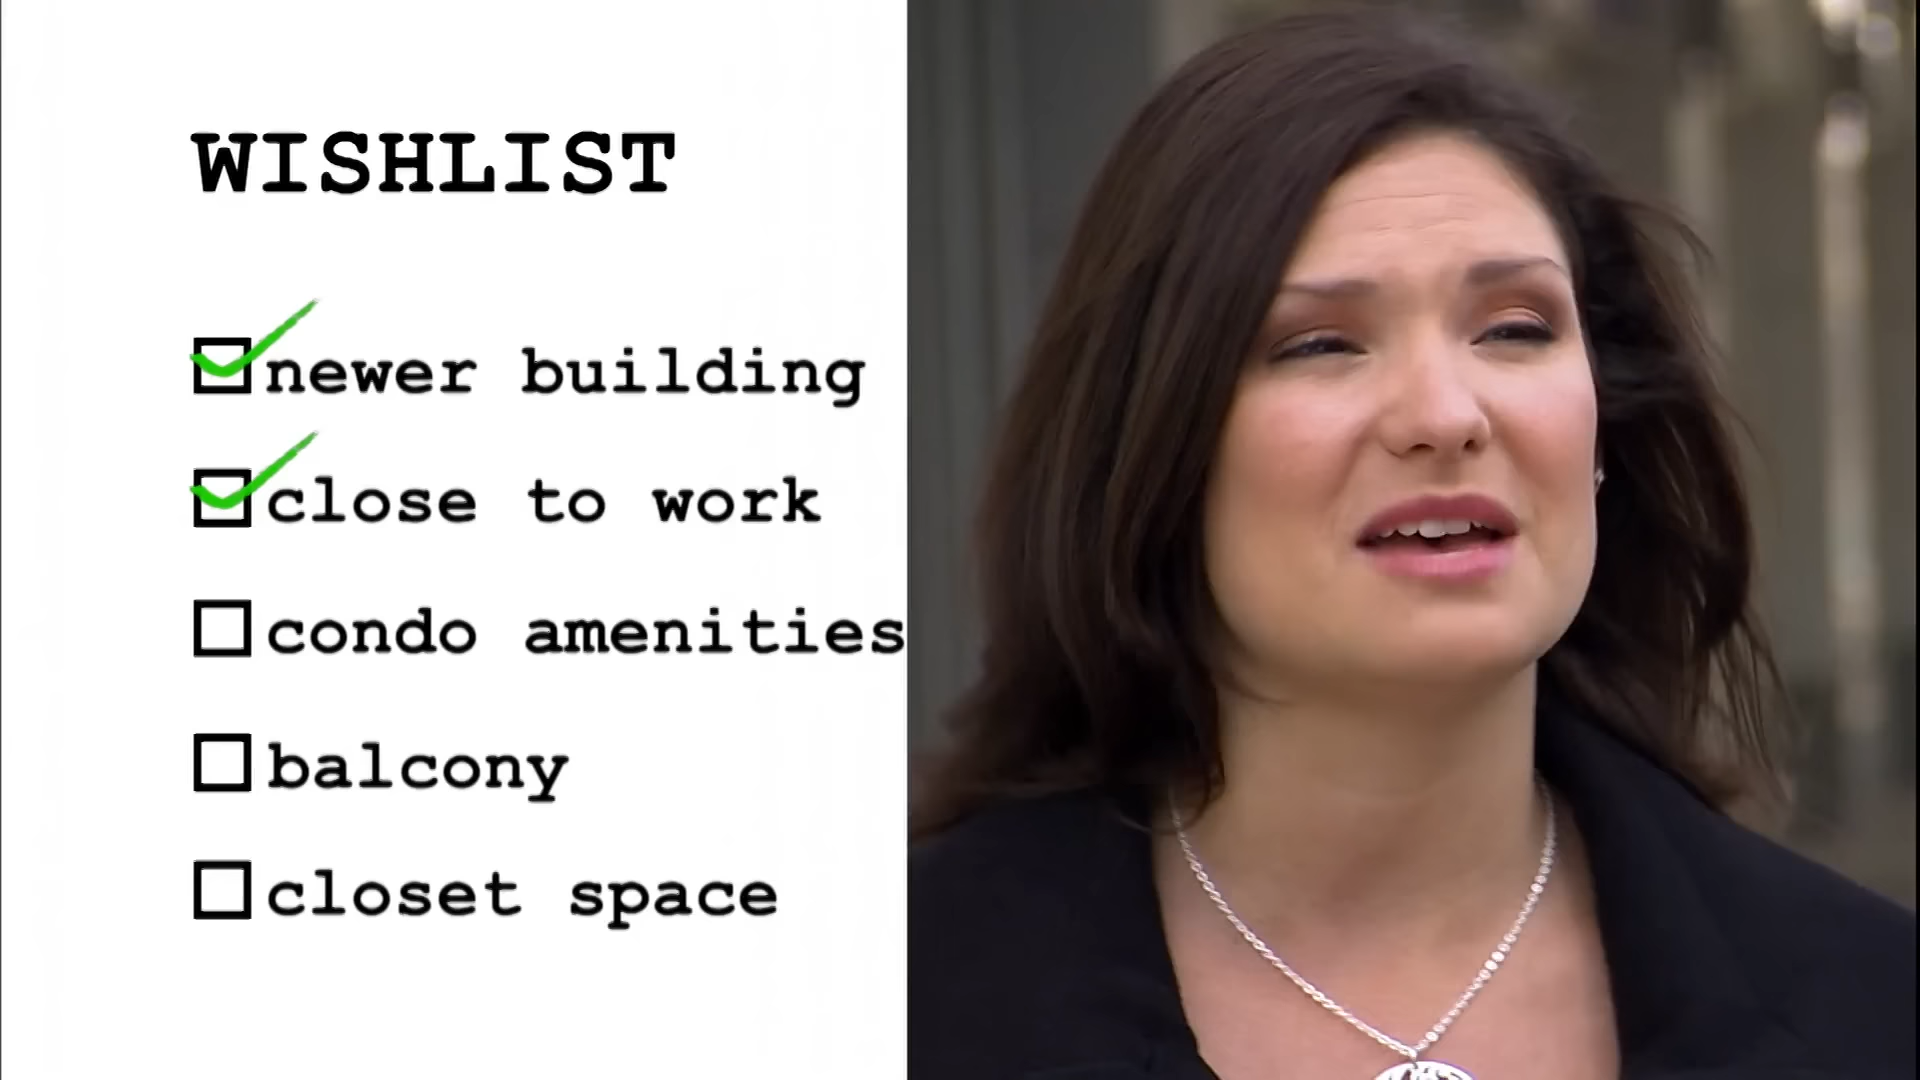 WISHLIST
newer building
close to work
condo amenities
balcony
closet space